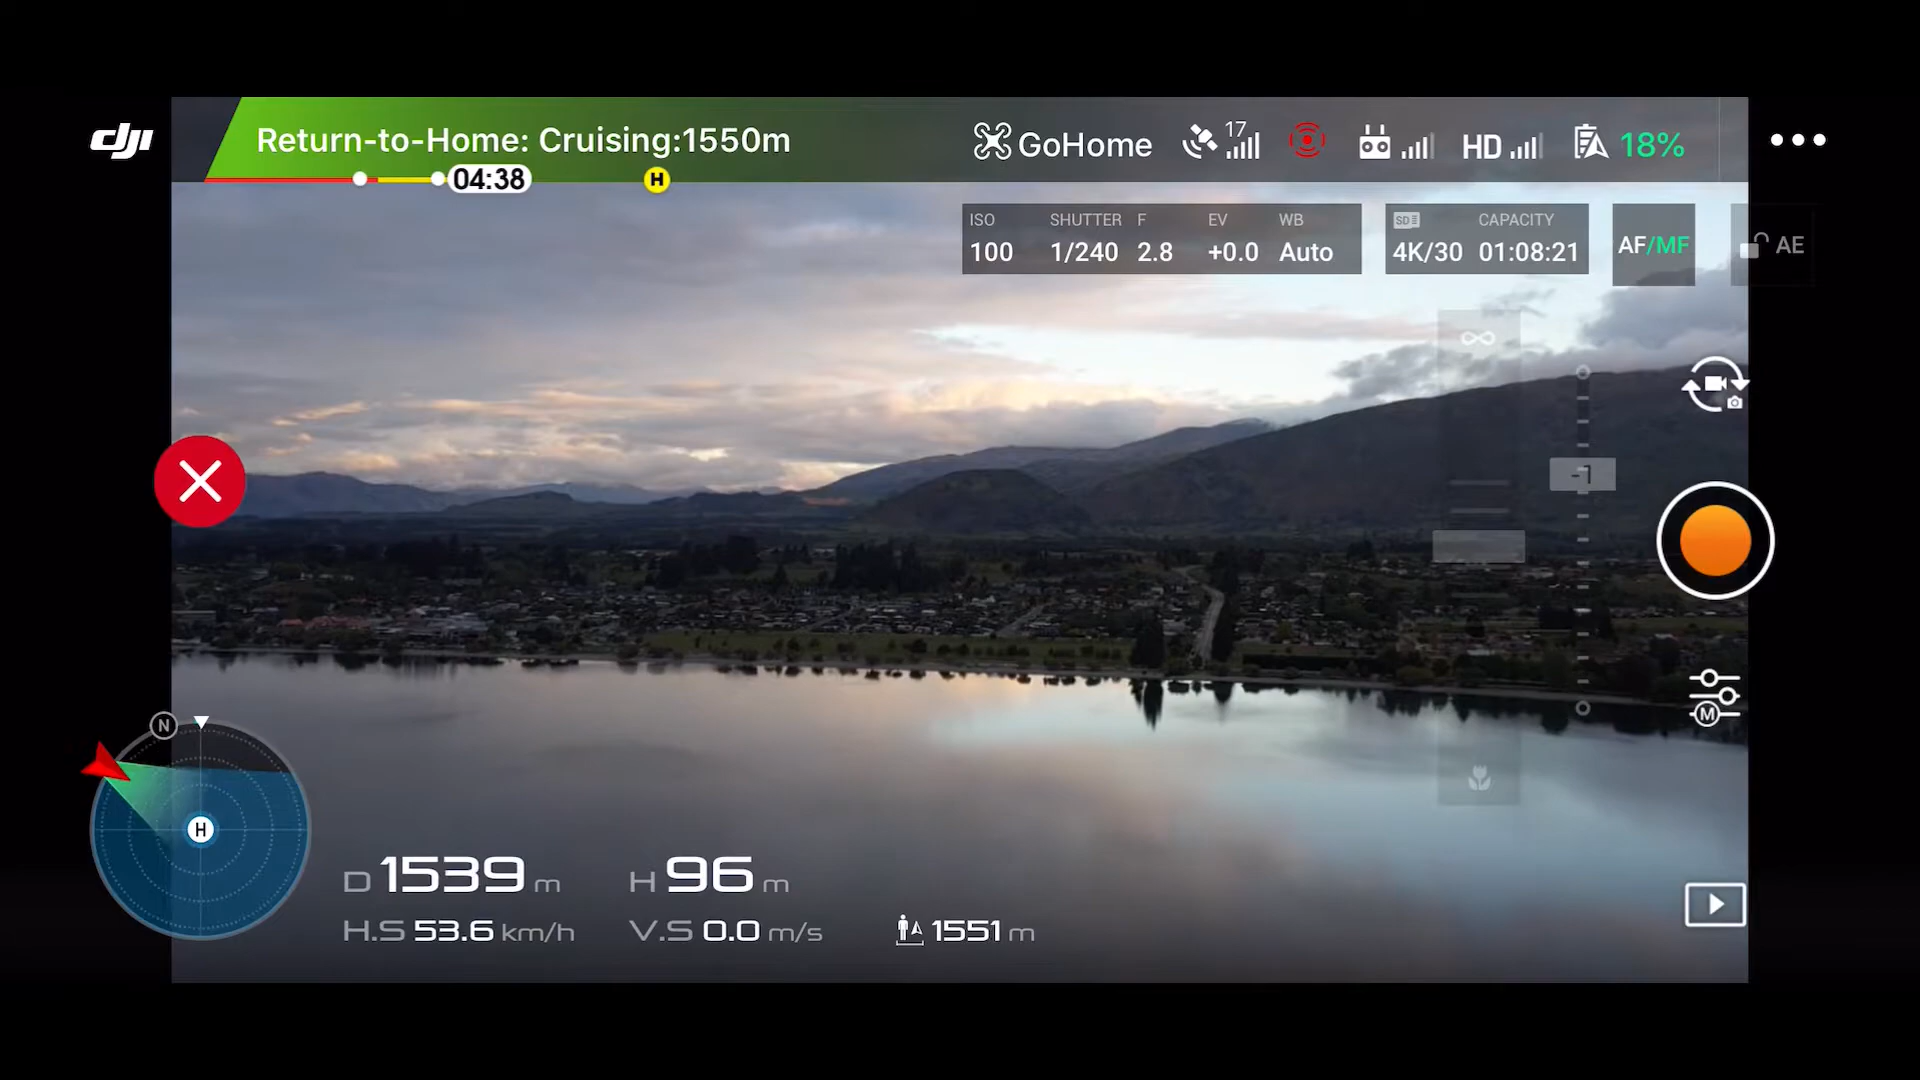 dji
Return-to-Home: Cruising:1550m
GoHome
17
HD
18%
04:38
H
ISO
100
SHUTTER
1/240
F
2.8
EV
+0.0
WB
Auto
SD
4K/30
CAPACITY
01:08:21
AF/MF
AE
-1
M
N
H
D 1539 m
H 96 m
H.S 53.6 km/h
V.S 0.0 m/s
1551 m